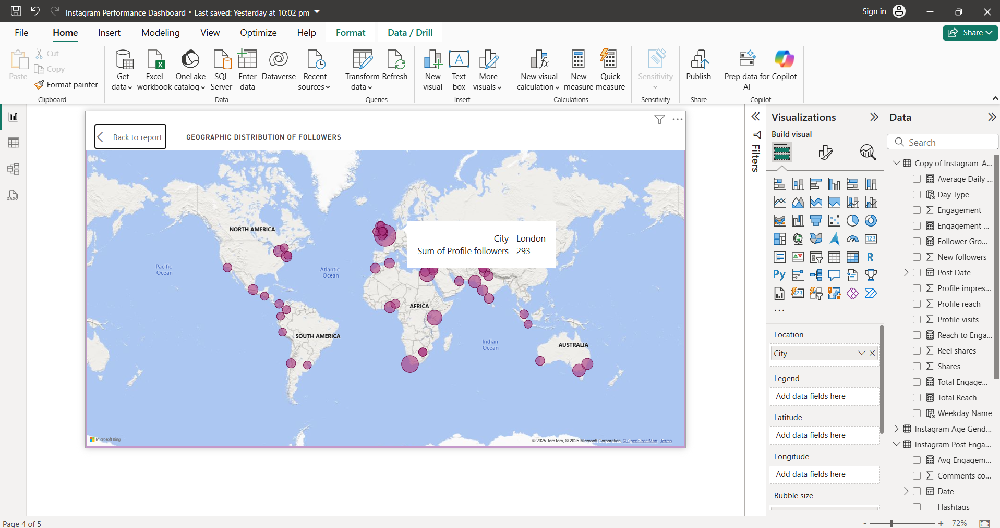 Instagram Performance Dashboard • Last saved: Yesterday at 10:02 pm
Sign in
File Home Insert Modeling View Optimize Help Format Data / Drill
Share
Paste
Cut
Copy
Format painter
Clipboard
Get data
Excel workbook
OneLake catalog
SQL Server
Enter data
Dataverse
Recent sources
Data
Transform data
Refresh
Queries
New visual
Text box
More visuals
Insert
New visual calculation
New measure
Quick measure
Calculations
Sensitivity
Sensitivity
Publish
Share
Prep data for AI
Copilot
Copilot
Back to report
GEOGRAPHIC DISTRIBUTION OF FOLLOWERS
NORTH AMERICA
Pacific
Ocean
Atlantic
Ocean
City London
Sum of Profile followers 293
AFRICA
SOUTH AMERICA
Indian
Ocean
AUSTRALIA
Microsoft Bing
© 2025 TomTom, © 2025 Microsoft Corporation, © OpenStreetMap Terms
Filters
Visualizations
Build visual
123
R
Py
123
...
Location
City
Legend
Add data fields here
Latitude
Add data fields here
Longitude
Add data fields here
Bubble size
Data
Search
Copy of Instagram_A...
Average Daily ...
Day Type
Engagement
Engagement ...
Follower Gro...
New followers
Post Date
Profile impres...
Profile reach
Profile visits
Reach to Enga...
Reel shares
Shares
Total Engage...
Total Reach
Weekday Name
Instagram Age Gend...
Instagram Post Enga...
Avg Engagem...
Comments co...
Date
Hashtags
DAX
Page 4 of 5
- + 72%